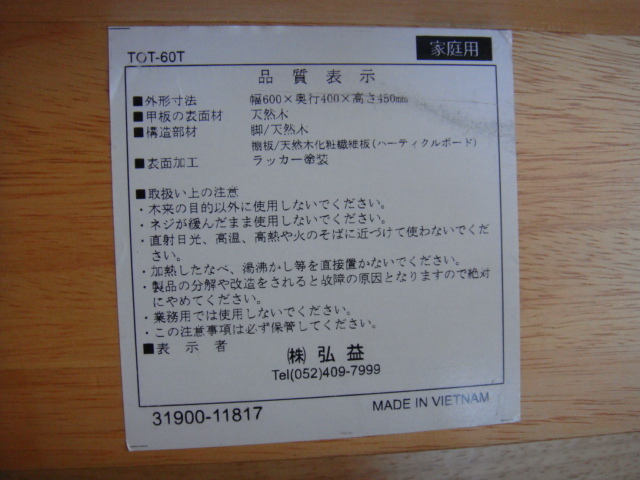 TOT-60T 家庭用
品質表示
■外形寸法 幅600×奥行400×高さ450mm
■甲板の表面材 天然木
■構造部材 脚/天然木
棚板/天然木化粧繊維板(パーティクルボード)
■表面加工 ラッカー塗装
■取扱い上の注意
・本来の目的以外に使用しないでください。
・ネジが緩んだまま使用しないでください。
・直射日光、高温、高熱や火のそばに近づけて使わないでくだ
さい。
・加熱したなべ、湯沸かし等を直接置かないでください。
・製品の分解や改造をされると故障の原因となりますので絶対
にやめてください。
・業務用では使用しないでください。
・この注意事項は必ず保管してください。
■表示者 ㈱ 弘益
Tel(052)409-7999
31900-11817 MADE IN VIETNAM